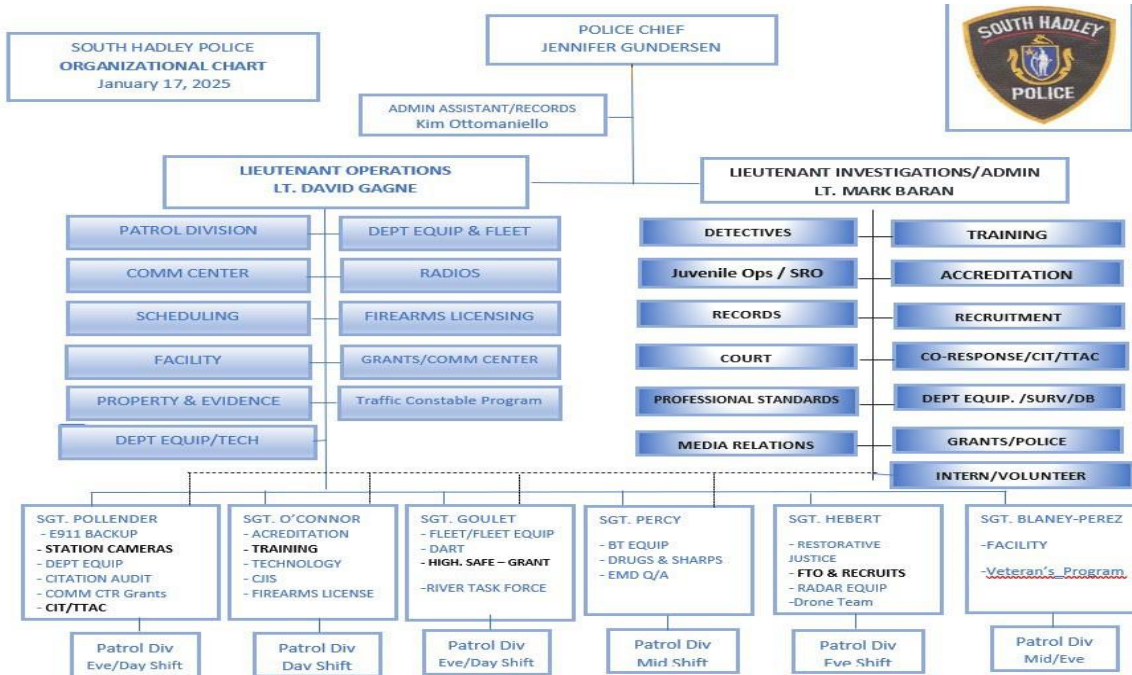 SOUTH HADLEY POLICE
ORGANIZATIONAL CHART
January 17, 2025
POLICE CHIEF
JENNIFER GUNDERSEN
SOUTH HADLEY
POLICE
ADMIN ASSISTANT/RECORDS
Kim Ottomaniello
LIEUTENANT OPERATIONS
LT. DAVID GAGNE
LIEUTENANT INVESTIGATIONS/ADMIN
LT. MARK BARAN
PATROL DIVISION
DEPT EQUIP & FLEET
COMM CENTER
RADIOS
SCHEDULING
FIREARMS LICENSING
FACILITY
GRANTS/COMM CENTER
PROPERTY & EVIDENCE
Traffic Constable Program
DEPT EQUIP/TECH
DETECTIVES
TRAINING
Juvenile Ops / SRO
ACCREDITATION
RECORDS
RECRUITMENT
COURT
CO-RESPONSE/CIT/TTAC
PROFESSIONAL STANDARDS
DEPT EQUIP. /SURV/DB
MEDIA RELATIONS
GRANTS/POLICE
INTERN/VOLUNTEER
SGT. POLLENDER
- E911 BACKUP
- STATION CAMERAS
- DEPT EQUIP
- CITATION AUDIT
- COMM CTR Grants
- CIT/TTAC
Patrol Div
Eve/Day Shift
SGT. O'CONNOR
- ACREDITATION
- TRAINING
- TECHNOLOGY
- CJIS
- FIREARMS LICENSE
Patrol Div
Day Shift
SGT. GOULET
- FLEET/FLEET EQUIP
- DART
- HIGH. SAFE – GRANT
-RIVER TASK FORCE
Patrol Div
Eve/Day Shift
SGT. PERCY
- BT EQUIP
- DRUGS & SHARPS
- EMD Q/A
Patrol Div
Mid Shift
SGT. HEBERT
- RESTORATIVE
JUSTICE
- FTO & RECRUITS
- RADAR EQUIP
-Drone Team
Patrol Div
Eve Shift
SGT. BLANEY-PEREZ
-FACILITY
-Veteran's_Program
Patrol Div
Mid/Eve